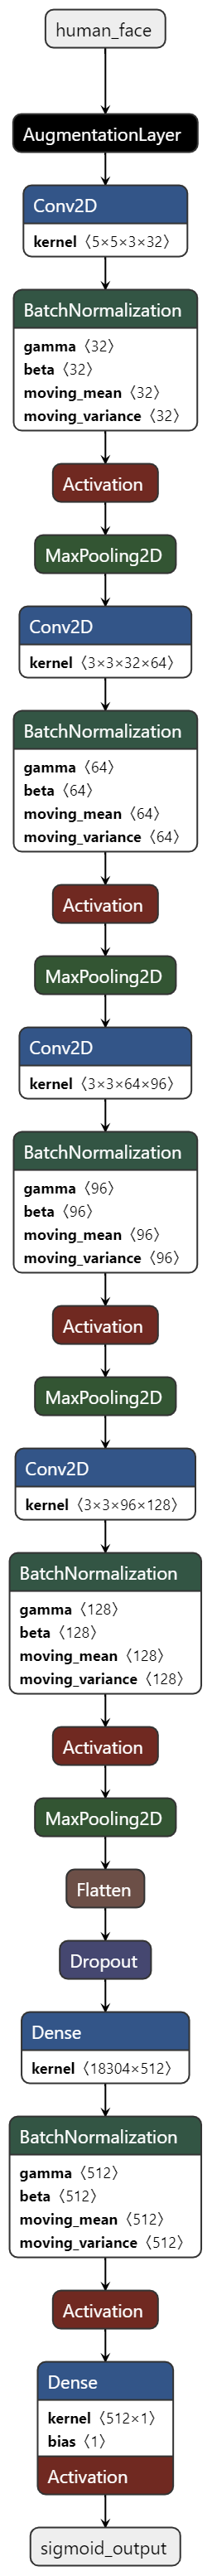 human_face
AugmentationLayer
Conv2D
kernel ⟨5×5×3×32⟩
BatchNormalization
gamma ⟨32⟩
beta ⟨32⟩
moving_mean ⟨32⟩
moving_variance ⟨32⟩
Activation
MaxPooling2D
Conv2D
kernel ⟨3×3×32×64⟩
BatchNormalization
gamma ⟨64⟩
beta ⟨64⟩
moving_mean ⟨64⟩
moving_variance ⟨64⟩
Activation
MaxPooling2D
Conv2D
kernel ⟨3×3×64×96⟩
BatchNormalization
gamma ⟨96⟩
beta ⟨96⟩
moving_mean ⟨96⟩
moving_variance ⟨96⟩
Activation
MaxPooling2D
Conv2D
kernel ⟨3×3×96×128⟩
BatchNormalization
gamma ⟨128⟩
beta ⟨128⟩
moving_mean ⟨128⟩
moving_variance ⟨128⟩
Activation
MaxPooling2D
Flatten
Dropout
Dense
kernel ⟨18304×512⟩
BatchNormalization
gamma ⟨512⟩
beta ⟨512⟩
moving_mean ⟨512⟩
moving_variance ⟨512⟩
Activation
Dense
kernel ⟨512×1⟩
bias ⟨1⟩
Activation
sigmoid_output